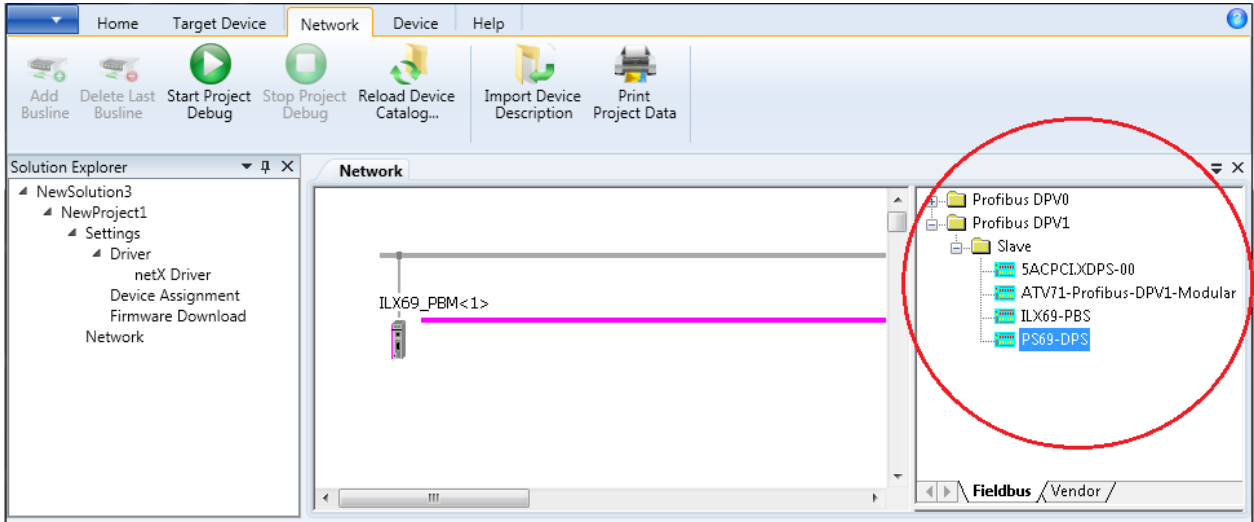 Home Target Device Network Device Help
Add Busline
Delete Last Busline
Start Project Debug
Stop Project Debug
Reload Device Catalog...
Import Device Description
Print Project Data
Solution Explorer
NewSolution3
NewProject1
Settings
Driver
netX Driver
Device Assignment
Firmware Download
Network
Network
ILX69_PBM<1>
Profibus DPV0
Profibus DPV1
Slave
5ACPCI.XDPS-00
ATV71-Profibus-DPV1-Modular
ILX69-PBS
PS69-DPS
Fieldbus Vendor